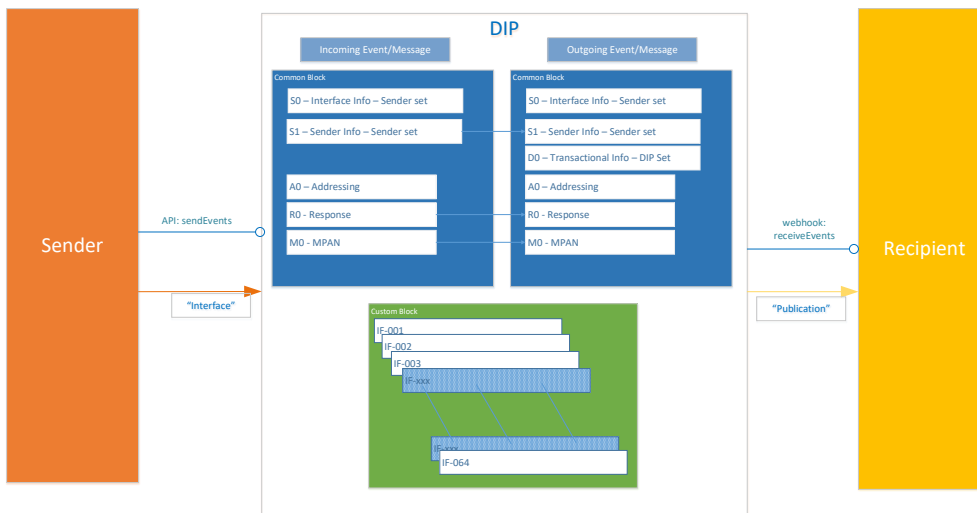 DIP
Incoming Event/Message
Outgoing Event/Message
Common Block
S0 – Interface Info – Sender set
S1 – Sender Info – Sender set
A0 – Addressing
R0 - Response
M0 - MPAN
Common Block
S0 – Interface Info – Sender set
S1 – Sender Info – Sender set
D0 – Transactional Info – DIP Set
A0 – Addressing
R0 - Response
M0 - MPAN
Sender
API: sendEvents
"Interface"
webhook:
receiveEvents
"Publication"
Recipient
Custom Block
IF-001
IF-002
IF-003
IF-xxx
IF-xxx
IF-064